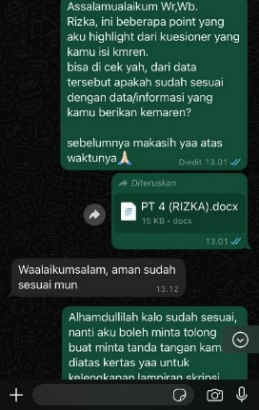 Assalamualaikum Wr,Wb.
Rizka, ini beberapa point yang
aku highlight dari kuesioner yang
kamu isi kmren.
bisa di cek yah, dari data
tersebut apakah sudah sesuai
dengan data/informasi yang
kamu berikan kemaren?
sebelumnya makasih yaa atas
waktunya🙏🏻
Diedit 13.01
Diteruskan
PT 4 (RIZKA).docx
15 KB • docx
13.01
Waalaikumsalam, aman sudah
sesuai mun
13.12
Alhamdullilah kalo sudah sesuai,
nanti aku boleh minta tolong
buat minta tanda tangan kam
diatas kertas yaa untuk
kelengkapan lampiran skripsi